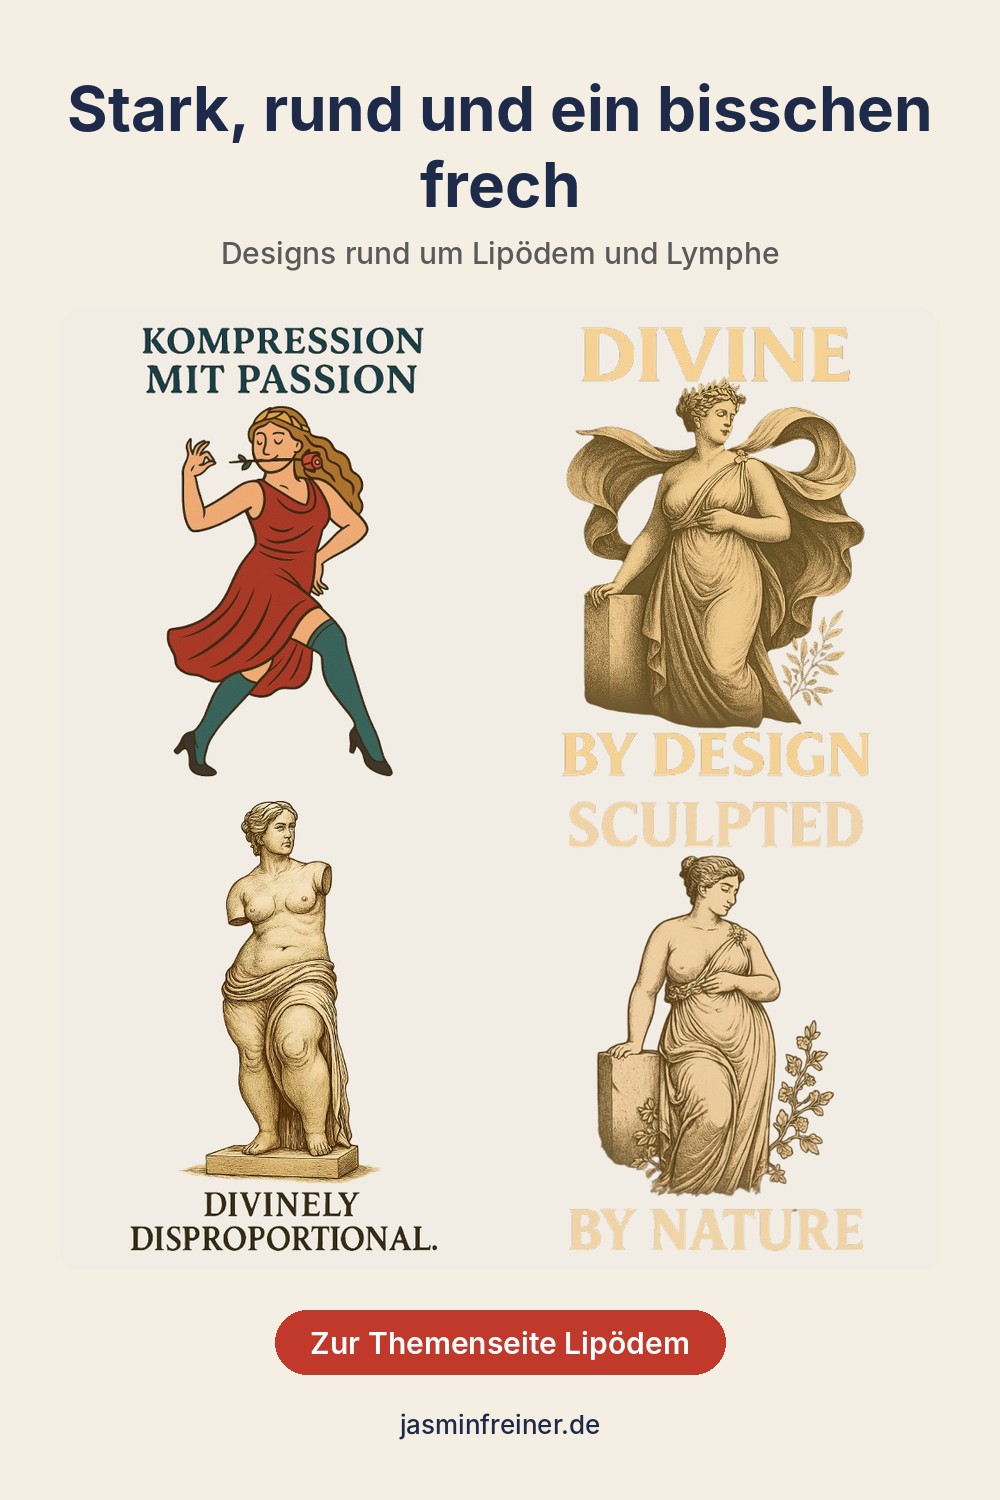 Stark, rund und ein bisschen
frech
Designs rund um Lipödem und Lymphe
KOMPRESSION
MIT PASSION
DIVINE
BY DESIGN
DIVINELY
DISPROPORTIONAL.
SCULPTED
BY NATURE
Zur Themenseite Lipödem
jasminfreiner.de